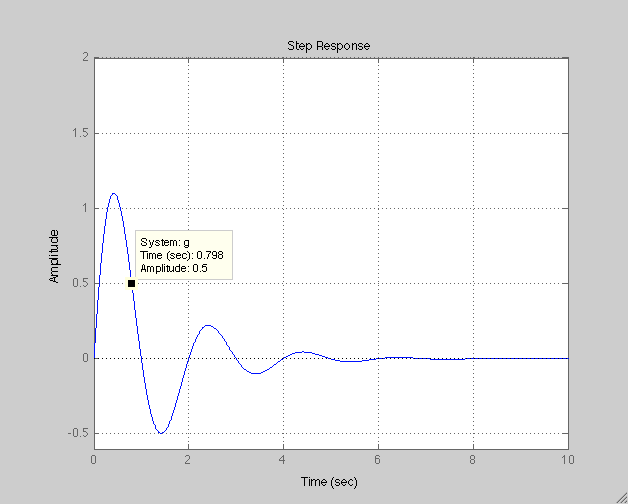 Step Response
2
1.5
1
0.5
0
-0.5
Amplitude
System: g
Time (sec): 0.798
Amplitude: 0.5
0 2 4 6 8 10
Time (sec)